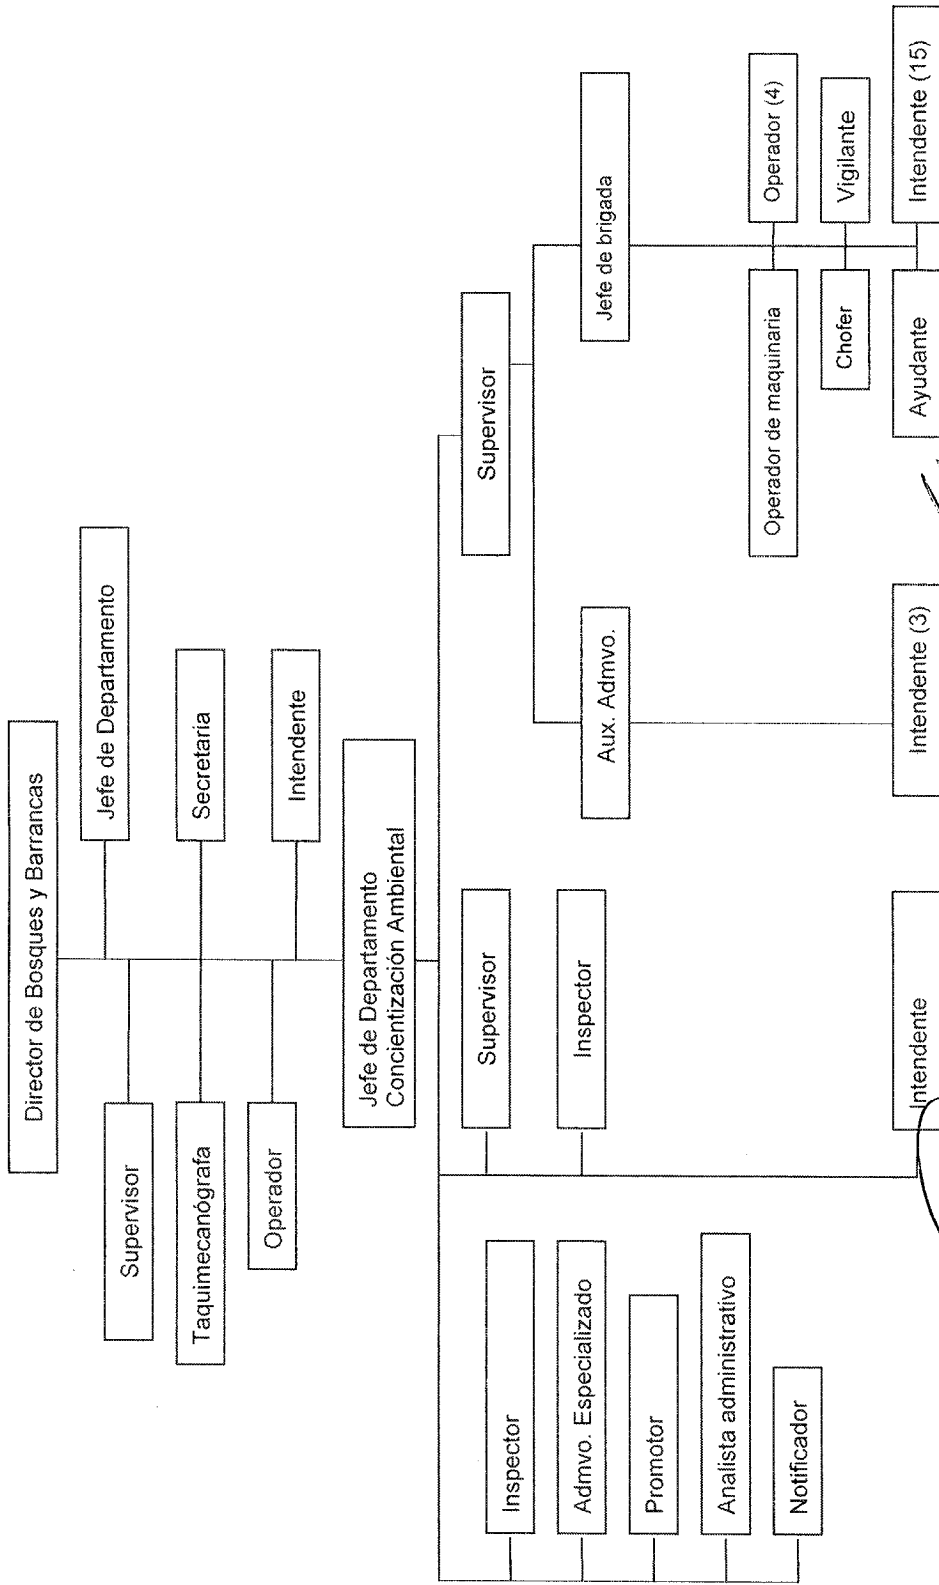 Director de Bosques y Barrancas
Supervisor
Jefe de Departamento
Taquimecanógrafa
Secretaria
Operador
Intendente
Jefe de Departamento
Concientización Ambiental
Inspector
Admvo. Especializado
Promotor
Analista administrativo
Notificador
Supervisor
Inspector
Intendente
Supervisor
Aux. Admvo.
Intendente (3)
Jefe de brigada
Operador de maquinaria
Operador (4)
Chofer
Vigilante
Ayudante
Intendente (15)